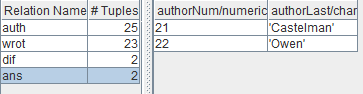 Relation Name # Tuples
auth 25
wrot 23
dif 2
ans 2
authorNum/numeric authorLast/char
21 'Castelman'
22 'Owen'